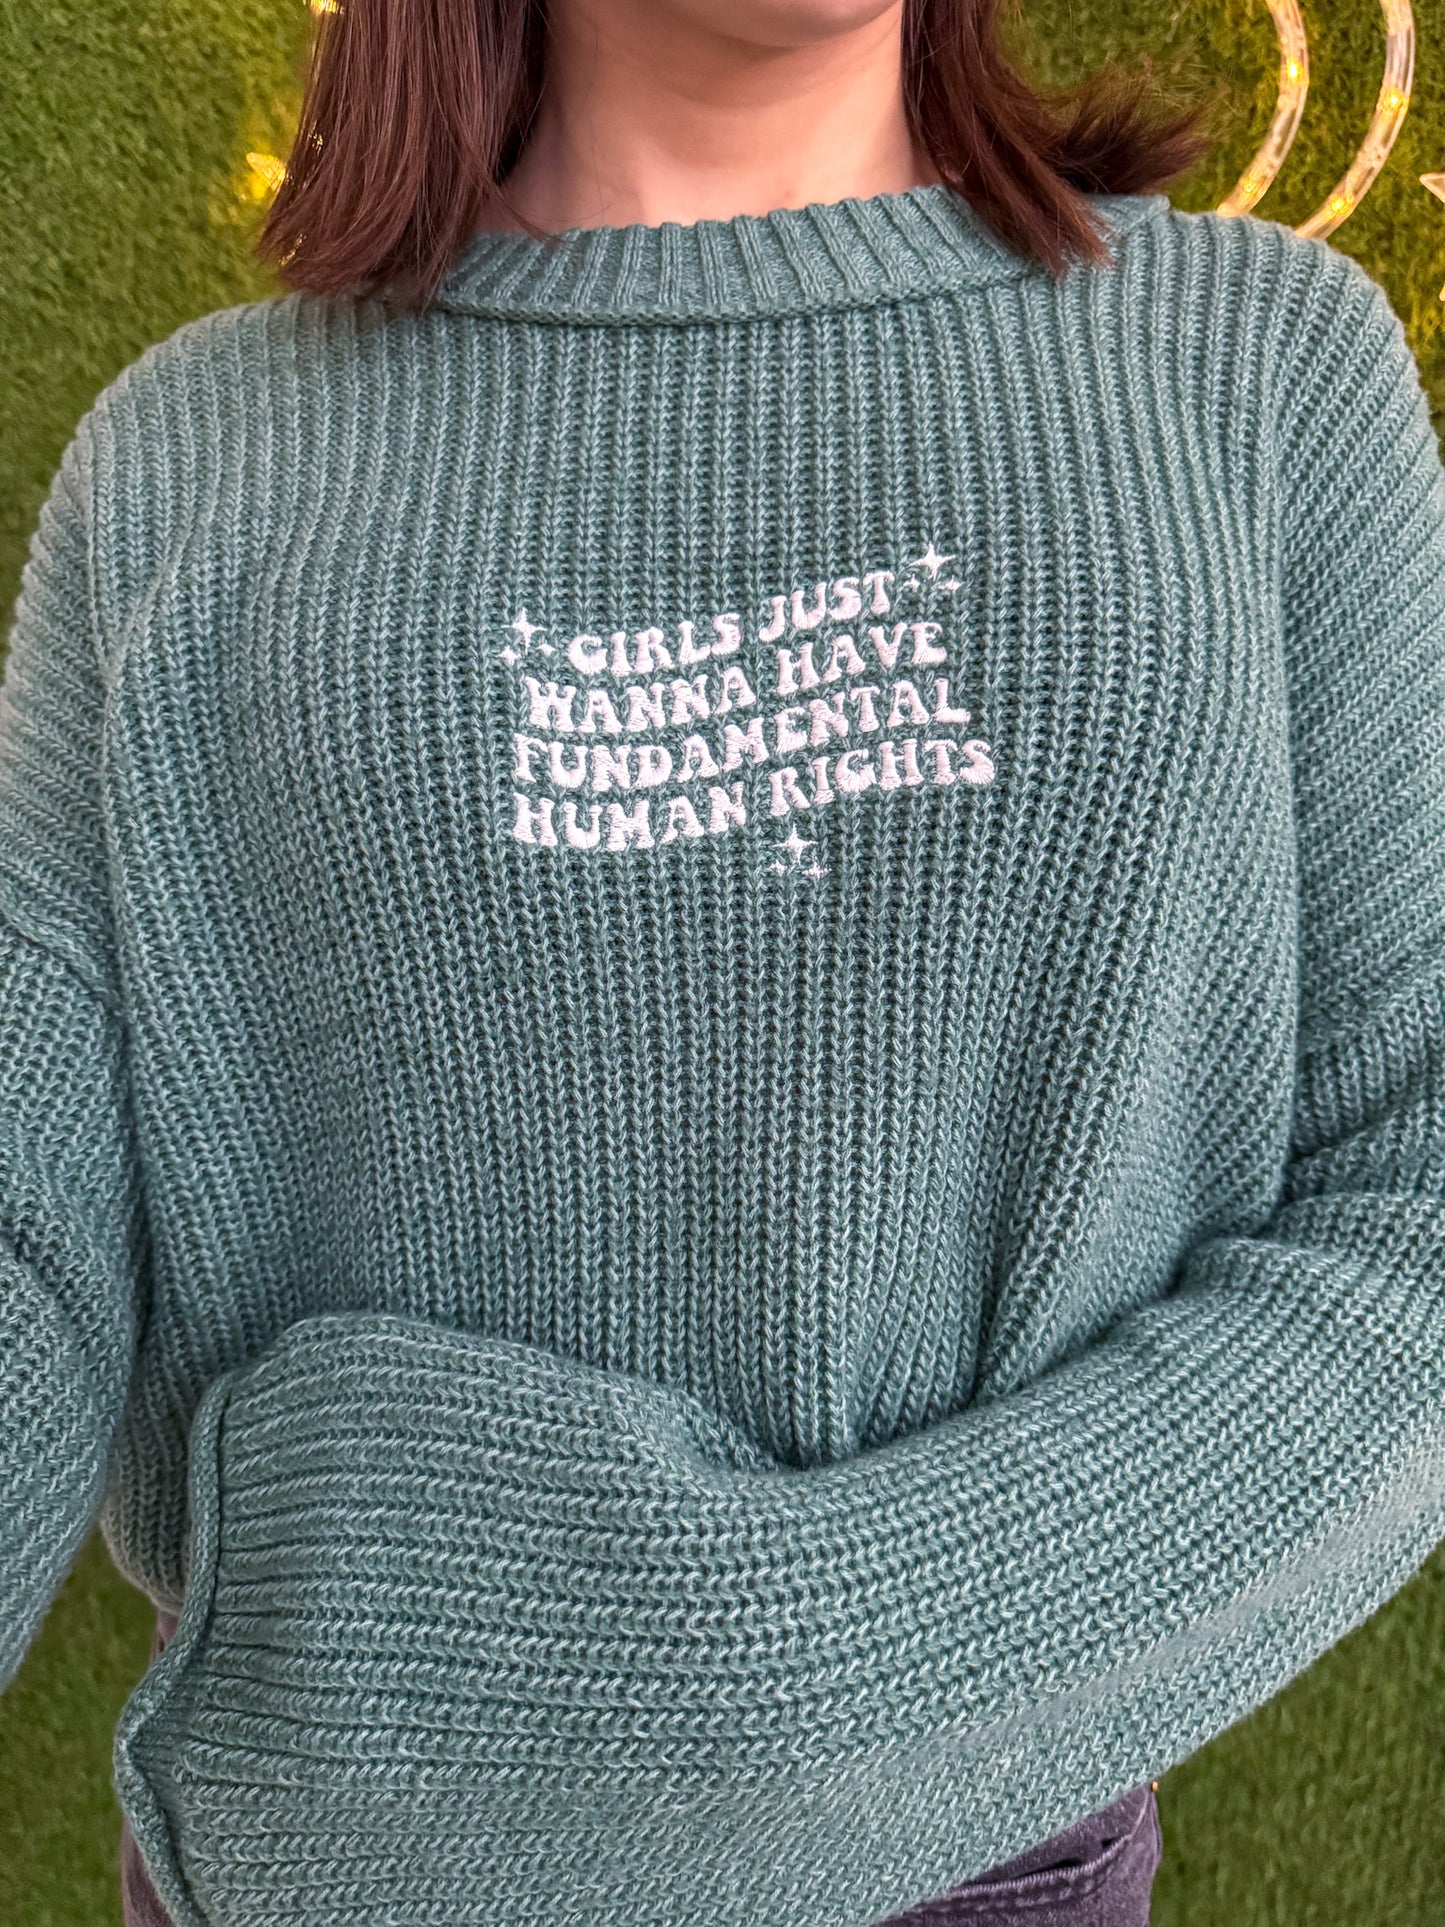 GIRLS JUST
WANNA HAVE
FUNDAMENTAL
HUMAN RIGHTS